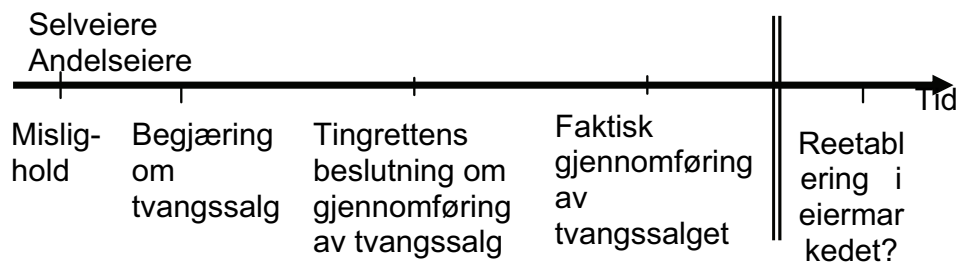 Selveiere
Andelseiere
Tid
Mislig-
hold
Begjæring
om
tvangssalg
Tingrettens
beslutning om
gjennomføring
av tvangssalg
Faktisk
gjennomføring
av
tvangssalget
Reetabl
ering i
eiermar
kedet?